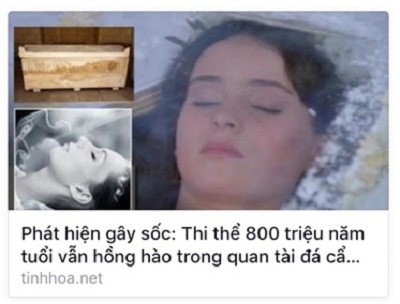 Phát hiện gây sốc: Thi thể 800 triệu năm
tuổi vẫn hồng hào trong quan tài đá cẩ...
tinhhoa.net